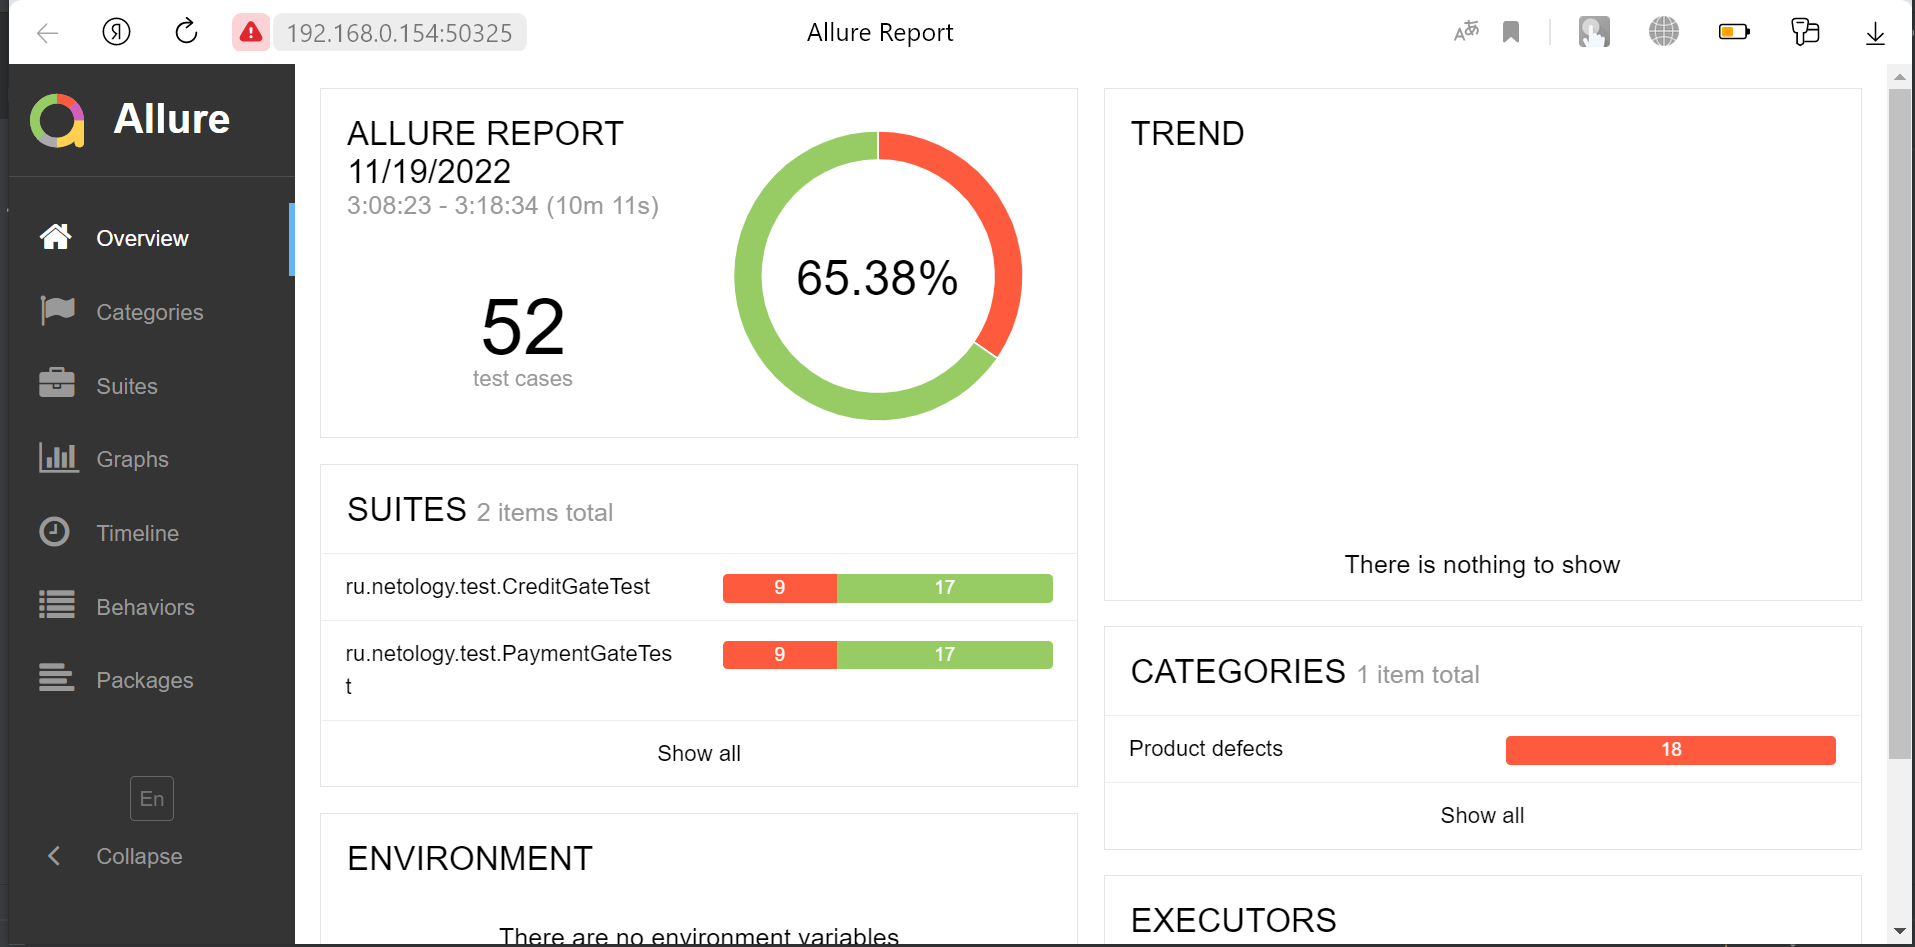 192.168.0.154:50325
Allure Report
Allure
Overview
Categories
Suites
Graphs
Timeline
Behaviors
Packages
En
Collapse
ALLURE REPORT
11/19/2022
3:08:23 - 3:18:34 (10m 11s)
52
test cases
65.38%
SUITES 2 items total
ru.netology.test.CreditGateTest 9 17
ru.netology.test.PaymentGateTes 9 17
t
Show all
ENVIRONMENT
There are no environment variables
TREND
There is nothing to show
CATEGORIES 1 item total
Product defects 18
Show all
EXECUTORS